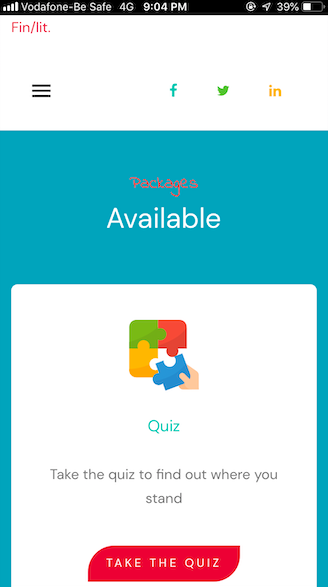 Vodafone-Be Safe 4G 9:04 PM 39%
Fin/lit.
Packages
Available
Quiz
Take the quiz to find out where you
stand
TAKE THE QUIZ